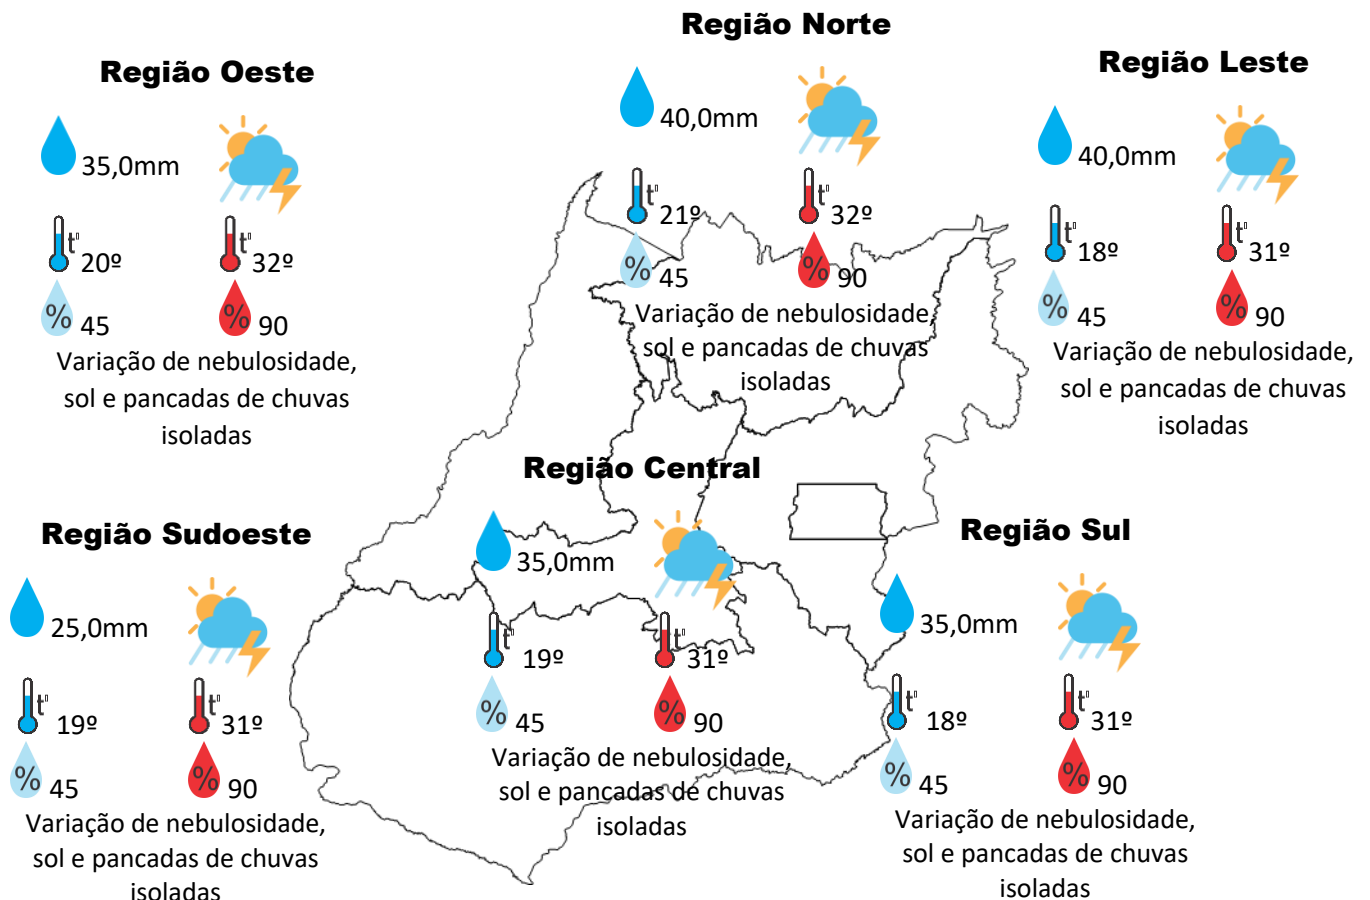 Região Norte
40,0mm
t°
21º
t°
32º
%
45
%
90
Variação de nebulosidade,
sol e pancadas de chuvas
isoladas
Região Oeste
35,0mm
t°
20º
t°
32º
%
45
%
90
Variação de nebulosidade,
sol e pancadas de chuvas
isoladas
Região Leste
40,0mm
t°
18º
t°
31º
%
45
%
90
Variação de nebulosidade,
sol e pancadas de chuvas
isoladas
Região Central
35,0mm
t°
19º
t°
31º
%
45
%
90
Variação de nebulosidade,
sol e pancadas de chuvas
isoladas
Região Sudoeste
25,0mm
t°
19º
t°
31º
%
45
%
90
Variação de nebulosidade,
sol e pancadas de chuvas
isoladas
Região Sul
35,0mm
t°
18º
t°
31º
%
45
%
90
Variação de nebulosidade,
sol e pancadas de chuvas
isoladas